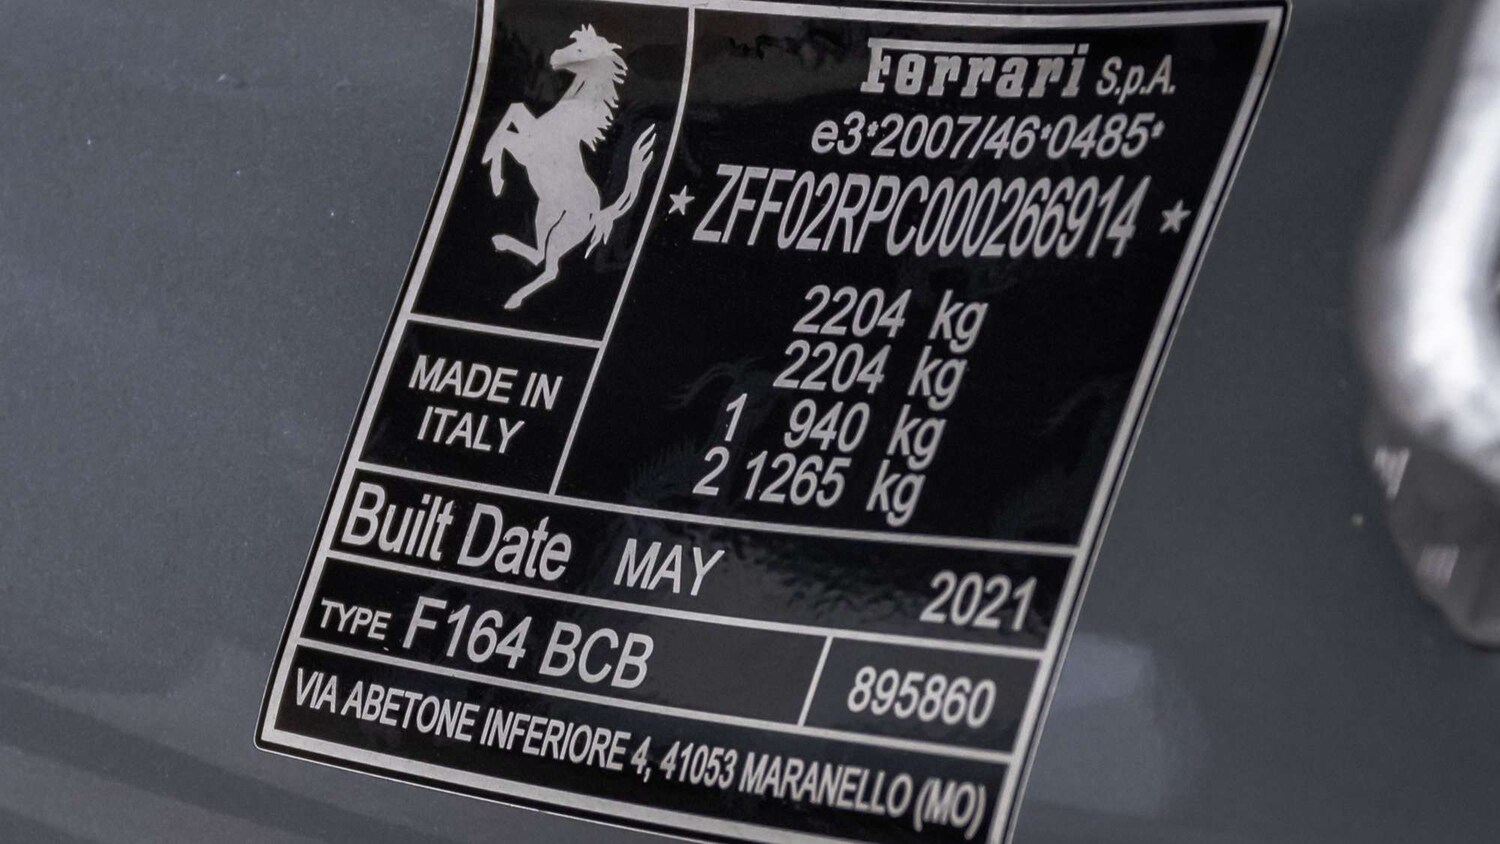 Ferrari S.p.A.
e3*2007/46*0485*
★ ZFF02RPC000266914 ★
2204 kg
2204 kg
1 940 kg
2 1265 kg
MADE IN
ITALY
Built Date MAY 2021
TYPE F164 BCB 895860
VIA ABETONE INFERIORE 4, 41053 MARANELLO (MO)